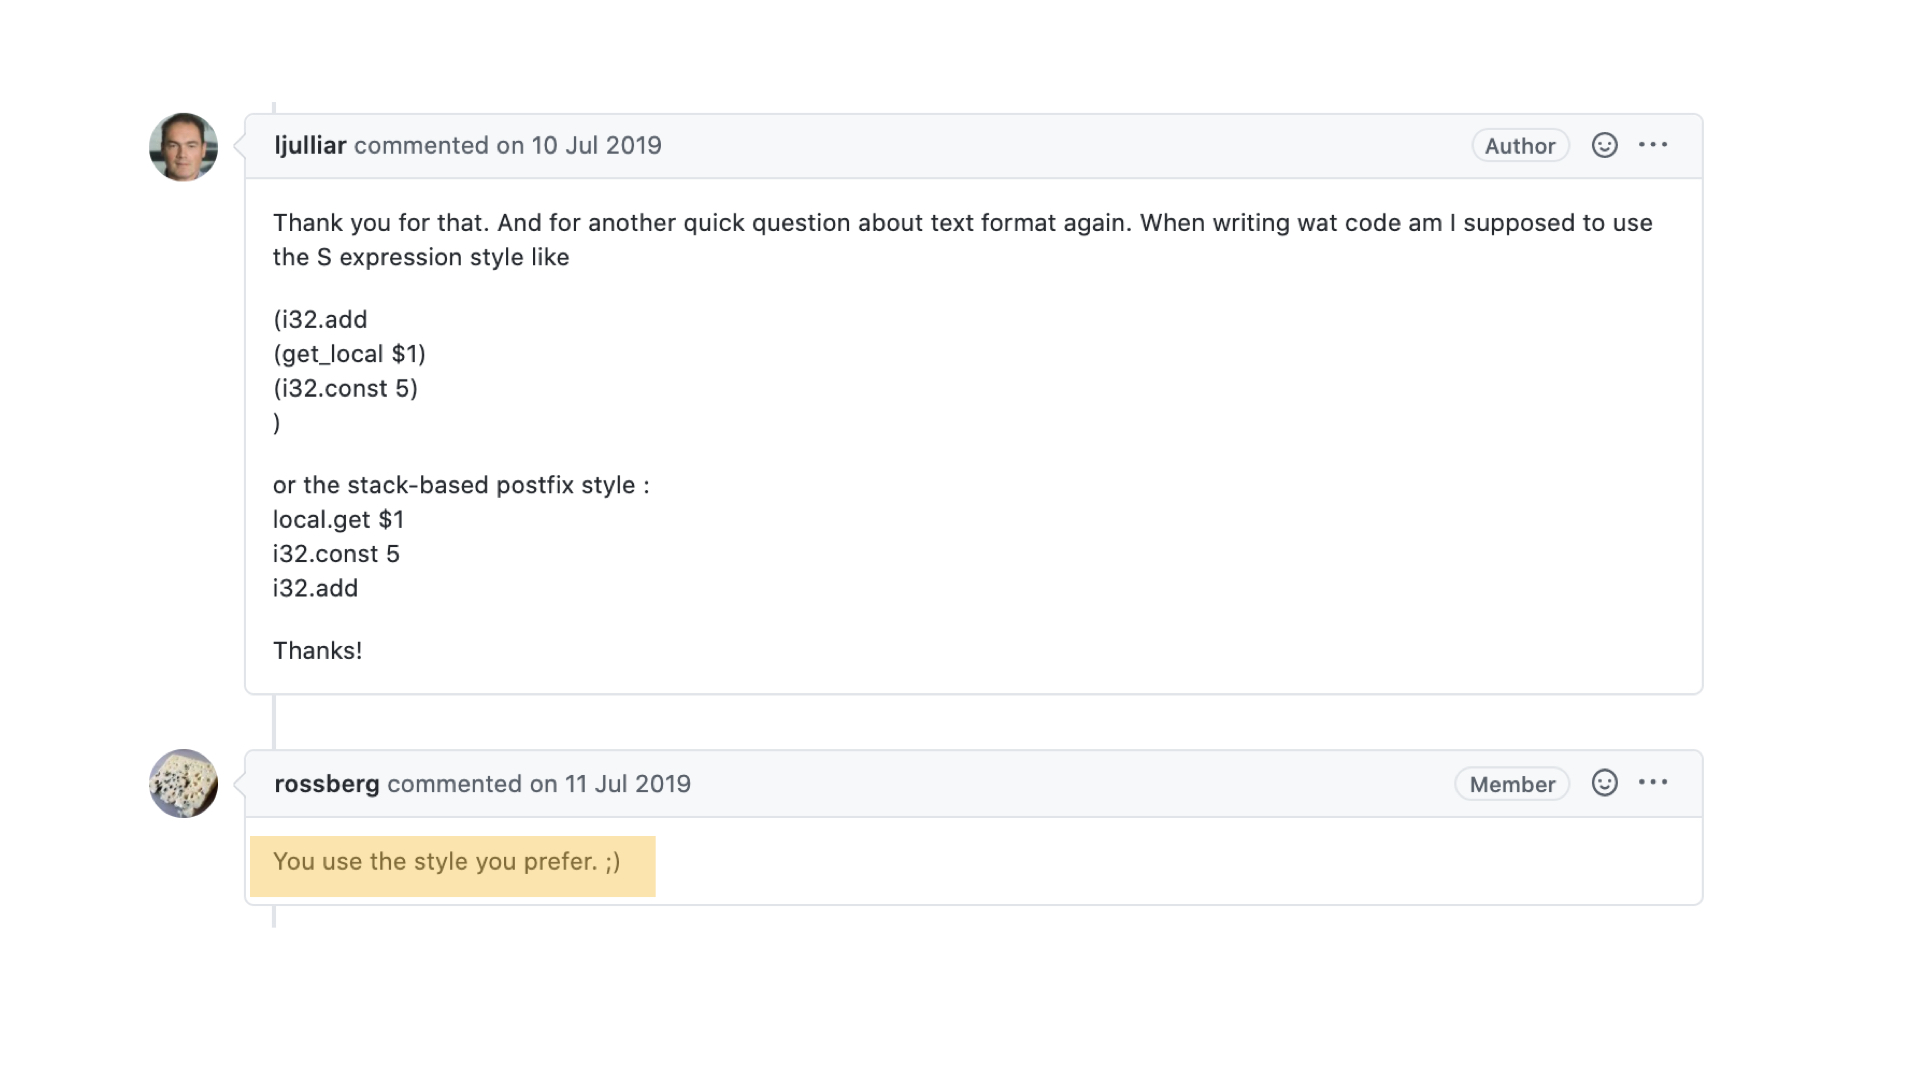 ljulliar commented on 10 Jul 2019
Author
Thank you for that. And for another quick question about text format again. When writing wat code am I supposed to use
the S expression style like
(i32.add
(get_local $1)
(i32.const 5)
)
or the stack-based postfix style :
local.get $1
i32.const 5
i32.add
Thanks!
rossberg commented on 11 Jul 2019
Member
You use the style you prefer. ;)